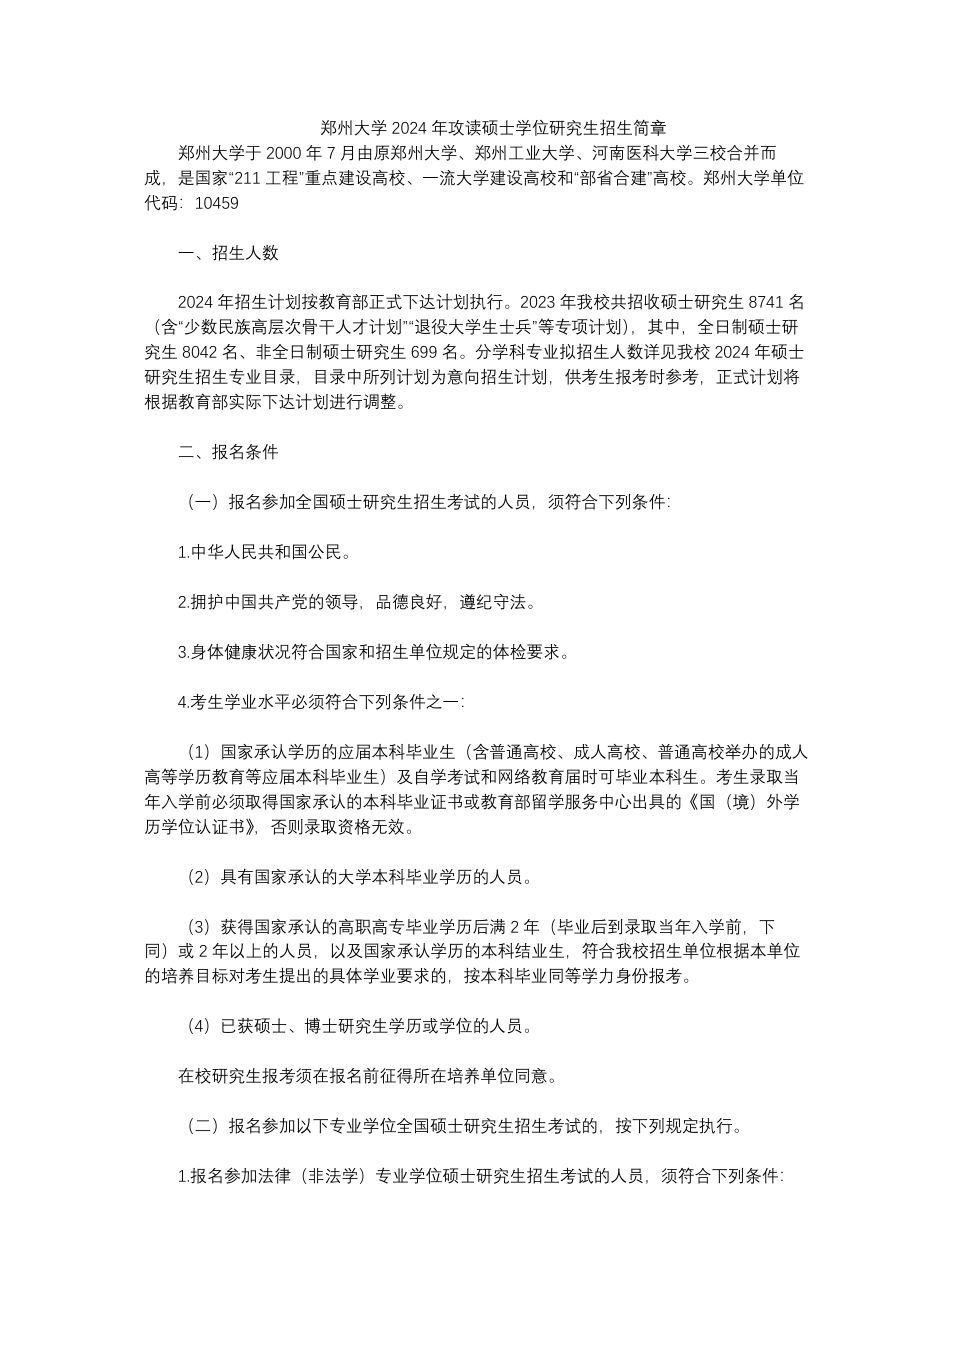 郑州大学 2024 年攻读硕士学位研究生招生简章
郑州大学于 2000 年 7 月由原郑州大学、郑州工业大学、河南医科大学三校合并而
成，是国家“211 工程”重点建设高校、一流大学建设高校和“部省合建”高校。郑州大学单位
代码：10459
一、招生人数
2024 年招生计划按教育部正式下达计划执行。2023 年我校共招收硕士研究生 8741 名
（含“少数民族高层次骨干人才计划”“退役大学生士兵”等专项计划），其中，全日制硕士研
究生 8042 名、非全日制硕士研究生 699 名。分学科专业拟招生人数详见我校 2024 年硕士
研究生招生专业目录，目录中所列计划为意向招生计划，供考生报考时参考，正式计划将
根据教育部实际下达计划进行调整。
二、报名条件
（一）报名参加全国硕士研究生招生考试的人员，须符合下列条件：
1.中华人民共和国公民。
2.拥护中国共产党的领导，品德良好，遵纪守法。
3.身体健康状况符合国家和招生单位规定的体检要求。
4.考生学业水平必须符合下列条件之一：
（1）国家承认学历的应届本科毕业生（含普通高校、成人高校、普通高校举办的成人
高等学历教育等应届本科毕业生）及自学考试和网络教育届时可毕业本科生。考生录取当
年入学前必须取得国家承认的本科毕业证书或教育部留学服务中心出具的《国（境）外学
历学位认证书》，否则录取资格无效。
（2）具有国家承认的大学本科毕业学历的人员。
（3）获得国家承认的高职高专毕业学历后满 2 年（毕业后到录取当年入学前，下
同）或 2 年以上的人员，以及国家承认学历的本科结业生，符合我校招生单位根据本单位
的培养目标对考生提出的具体学业要求的，按本科毕业同等学力身份报考。
（4）已获硕士、博士研究生学历或学位的人员。
在校研究生报考须在报名前征得所在培养单位同意。
（二）报名参加以下专业学位全国硕士研究生招生考试的，按下列规定执行。
1.报名参加法律（非法学）专业学位硕士研究生招生考试的人员，须符合下列条件：